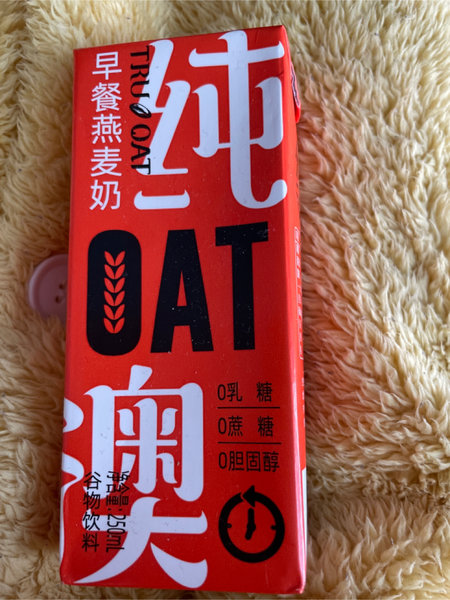 纯
TRU OAT
早餐燕麦奶
OAT
0乳 糖
0蔗 糖
0胆固醇
澳
净含量:250mL
谷物饮料